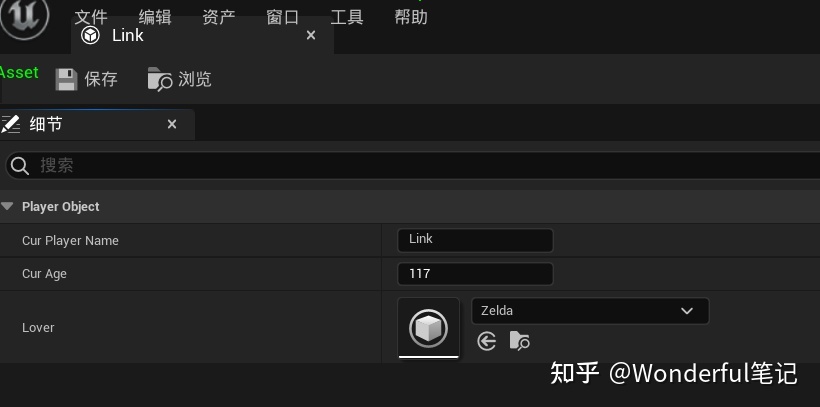 文件 编辑 资产 窗口 工具 帮助
Link
Asset
保存 浏览
细节
搜索
Player Object
Cur Player Name Link
Cur Age 117
Lover Zelda
知乎 @Wonderful笔记